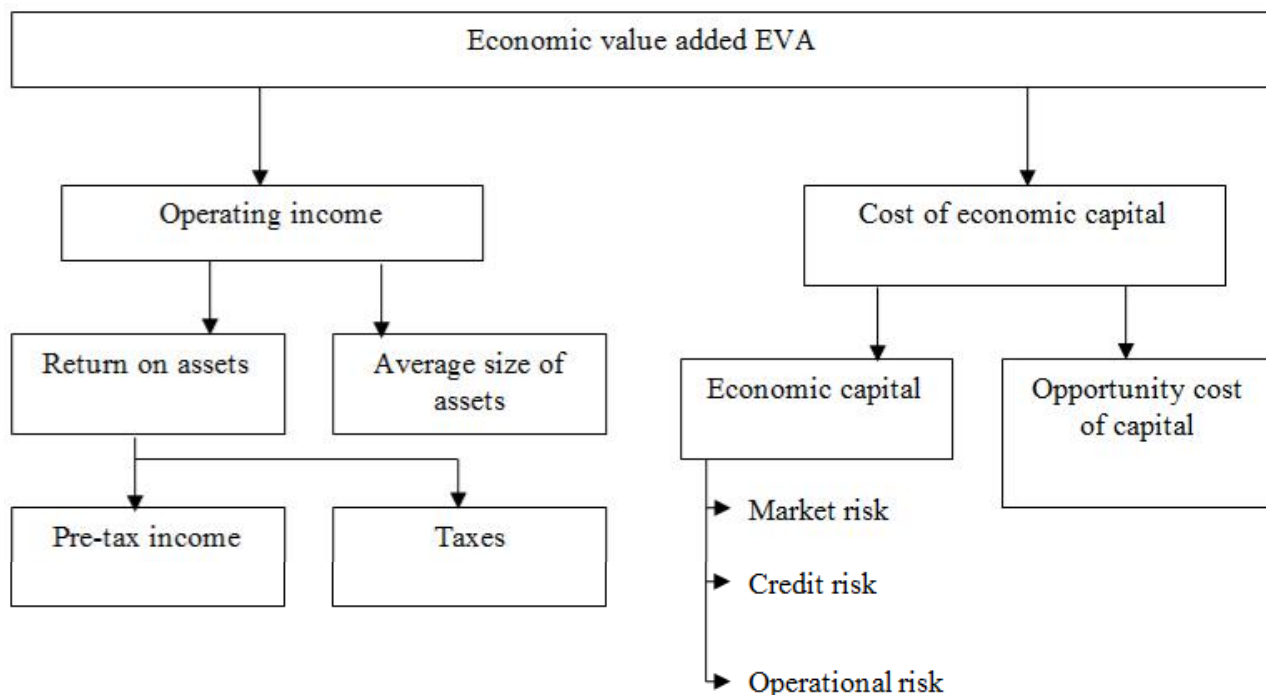 Economic value added EVA
Operating income
Cost of economic capital
Return on assets
Average size of
assets
Economic capital
Opportunity cost
of capital
Pre-tax income
Taxes
Market risk
Credit risk
Operational risk